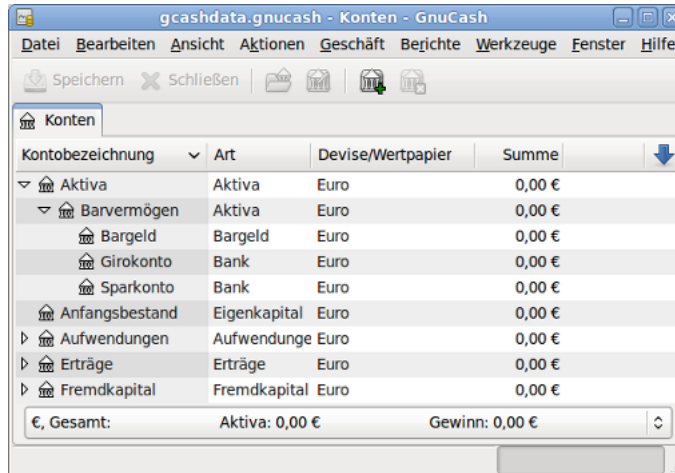 gcashdata.gnucash - Konten - GnuCash
Datei Bearbeiten Ansicht Aktionen Geschäft Berichte Werkzeuge Fenster Hilfe
Speichern Schließen
Konten
Kontobezeichnung Art Devise/Wertpapier Summe
Aktiva Aktiva Euro 0,00 €
Barvermögen Aktiva Euro 0,00 €
Bargeld Bargeld Euro 0,00 €
Girokonto Bank Euro 0,00 €
Sparkonto Bank Euro 0,00 €
Anfangsbestand Eigenkapital Euro 0,00 €
Aufwendungen Aufwendunge Euro 0,00 €
Erträge Erträge Euro 0,00 €
Fremdkapital Fremdkapital Euro 0,00 €
€, Gesamt: Aktiva: 0,00 € Gewinn: 0,00 €